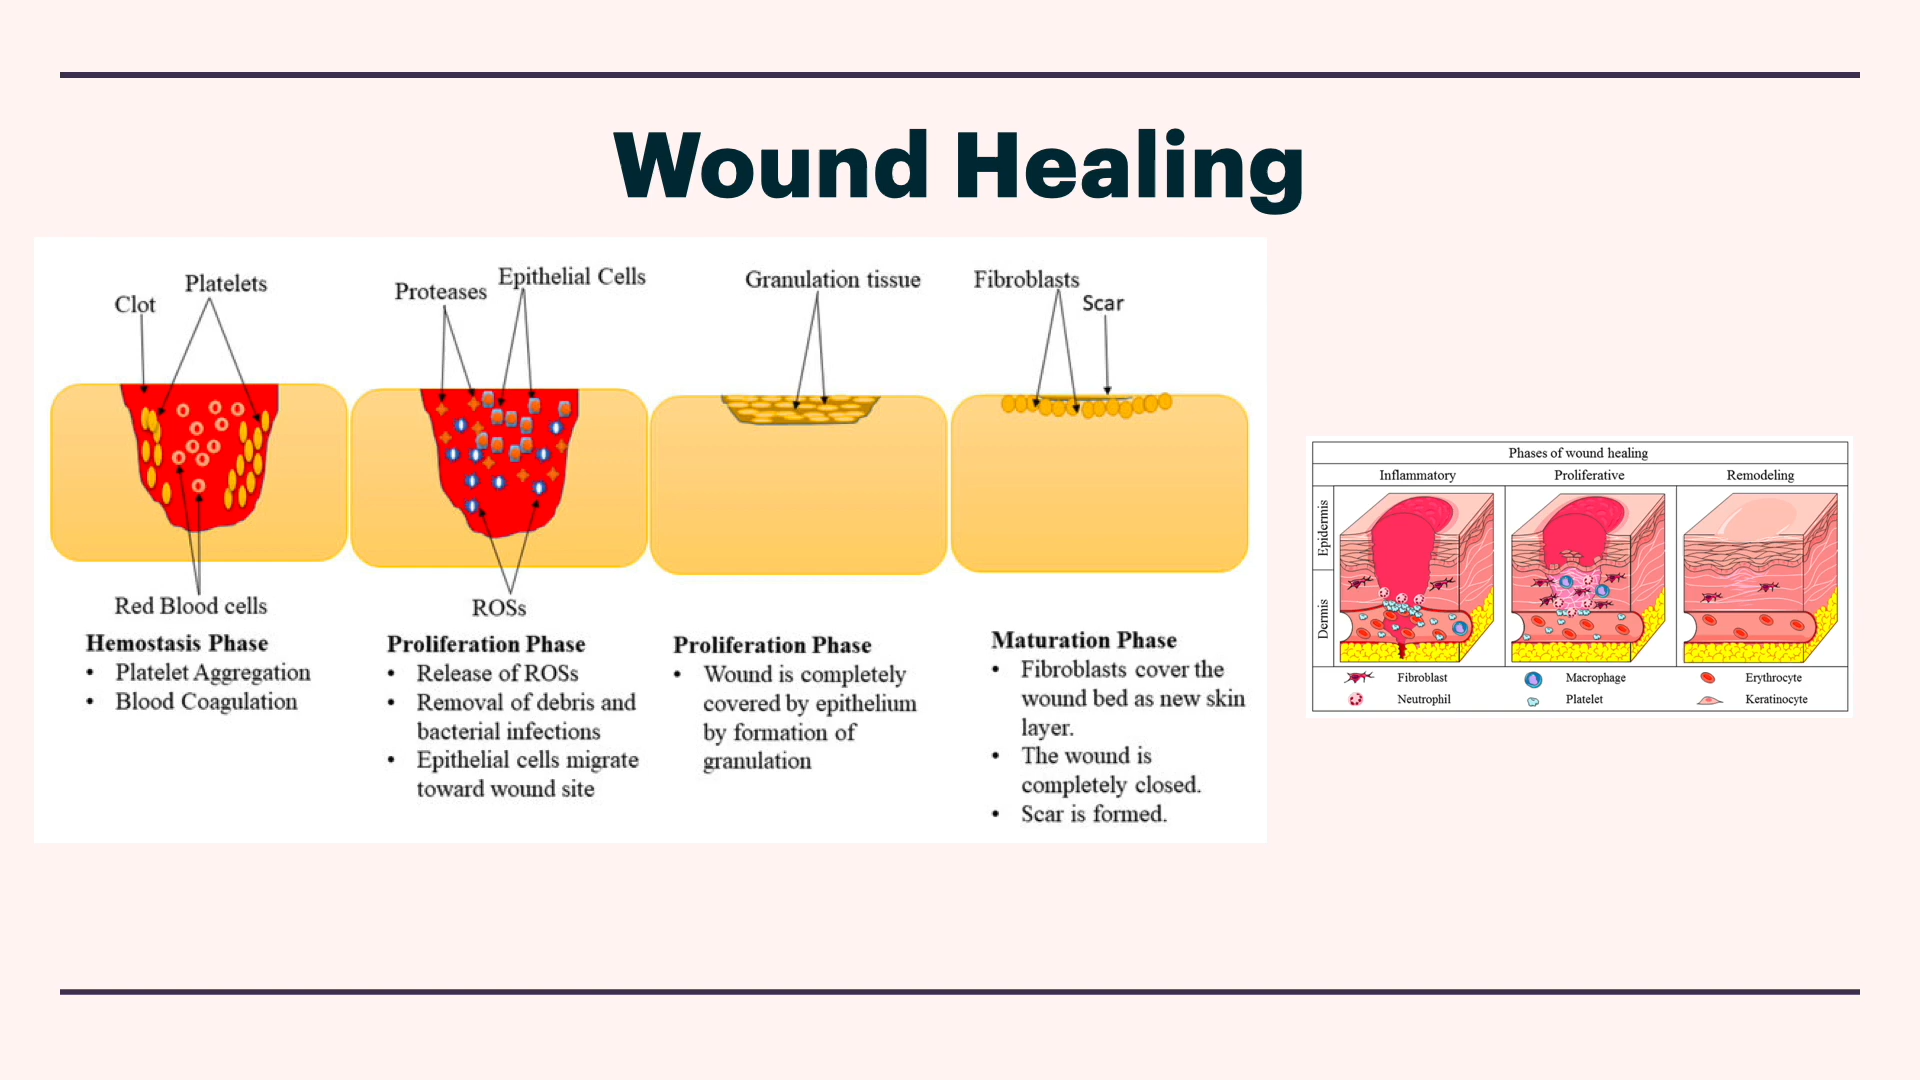 Wound Healing
Platelets
Clot
Red Blood cells
Hemostasis Phase
• Platelet Aggregation
• Blood Coagulation
Proteases
Epithelial Cells
ROSs
Proliferation Phase
• Release of ROSs
• Removal of debris and
bacterial infections
• Epithelial cells migrate
toward wound site
Granulation tissue
Proliferation Phase
• Wound is completely
covered by epithelium
by formation of
granulation
Fibroblasts
Scar
Maturation Phase
• Fibroblasts cover the
wound bed as new skin
layer.
• The wound is
completely closed.
• Scar is formed.
Phases of wound healing
Inflammatory
Proliferative
Remodeling
Epidermis
Dermis
Fibroblast
Macrophage
Erythrocyte
Neutrophil
Platelet
Keratinocyte